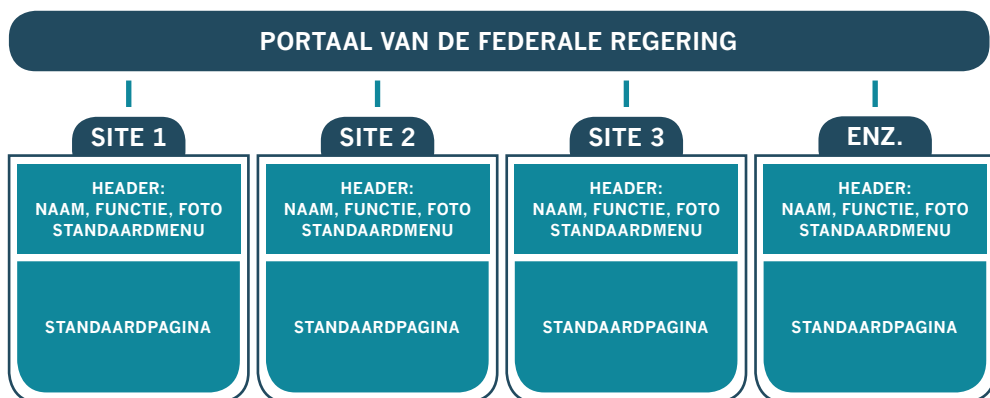 PORTAAL VAN DE FEDERALE REGERING
SITE 1
HEADER:
NAAM, FUNCTIE, FOTO
STANDAARDMENU
STANDAARDPAGINA
SITE 2
HEADER:
NAAM, FUNCTIE, FOTO
STANDAARDMENU
STANDAARDPAGINA
SITE 3
HEADER:
NAAM, FUNCTIE, FOTO
STANDAARDMENU
STANDAARDPAGINA
ENZ.
HEADER:
NAAM, FUNCTIE, FOTO
STANDAARDMENU
STANDAARDPAGINA